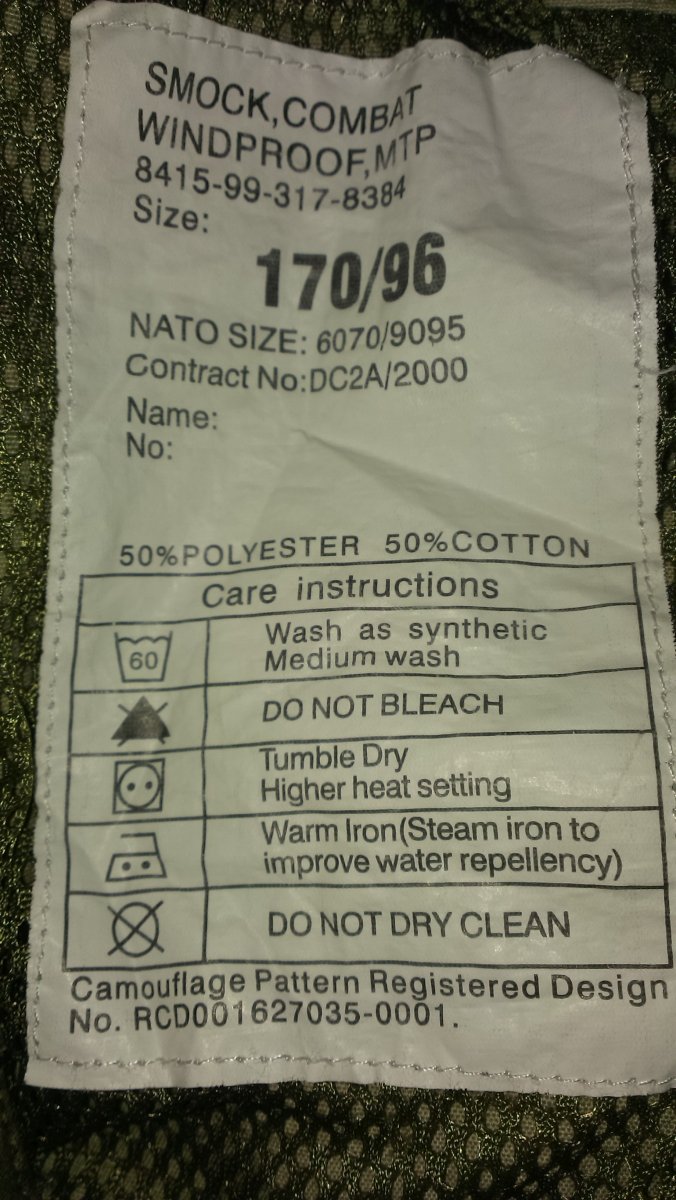 SMOCK,COMBAT
WINDPROOF,MTP
8415-99-317-8384
Size:
170/96
NATO SIZE: 6070/9095
Contract No:DC2A/2000
Name:
No:
50%POLYESTER 50%COTTON
Care instructions
60
Wash as synthetic
Medium wash
DO NOT BLEACH
Tumble Dry
Higher heat setting
Warm Iron(Steam iron to
improve water repellency)
DO NOT DRY CLEAN
Camouflage Pattern Registered Design
No. RCD001627035-0001.